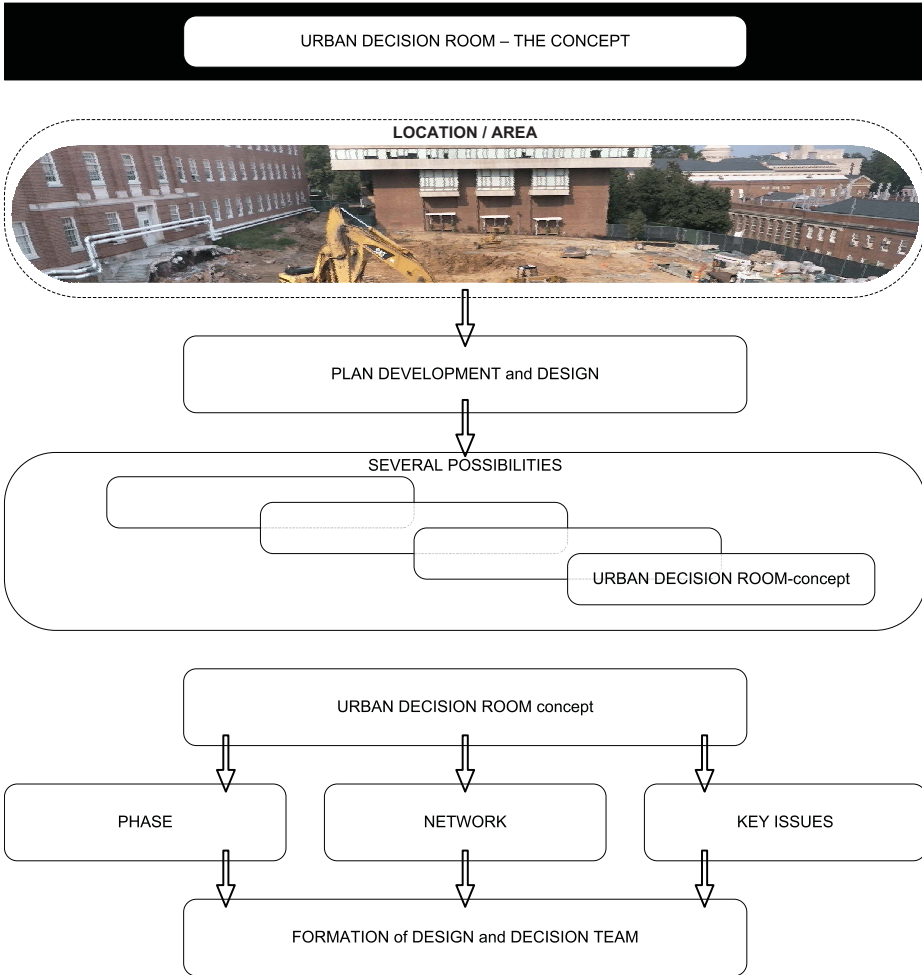 URBAN DECISION ROOM – THE CONCEPT
LOCATION / AREA
PLAN DEVELOPMENT and DESIGN
SEVERAL POSSIBILITIES
URBAN DECISION ROOM-concept
URBAN DECISION ROOM concept
PHASE
NETWORK
KEY ISSUES
FORMATION of DESIGN and DECISION TEAM